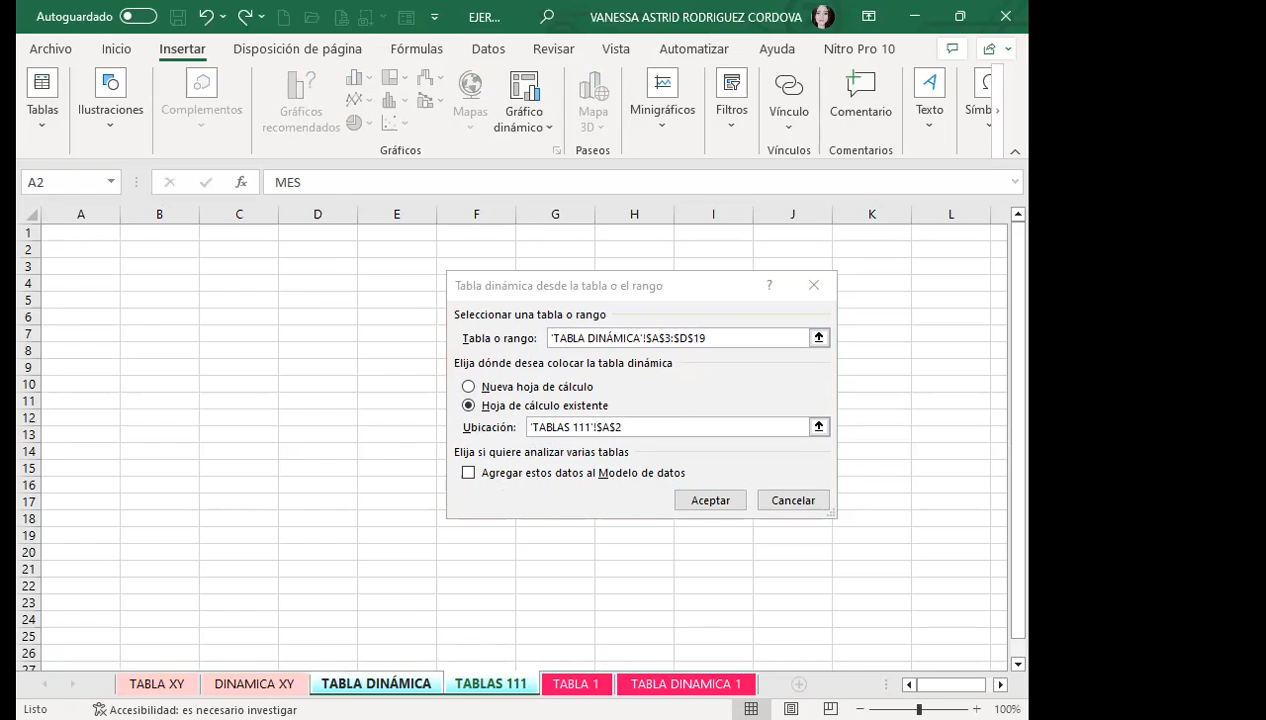 Autoguardado EJER... VANESSA ASTRID RODRIGUEZ CORDOVA
Archivo Inicio Insertar Disposición de página Fórmulas Datos Revisar Vista Automatizar Ayuda Nitro Pro 10
Tablas Ilustraciones Complementos Gráficos recomendados Mapas Gráfico dinámico Mapa 3D Minigráficos Filtros Vínculo Comentario Texto Símb
Gráficos Paseos Vínculos Comentarios
A2 fx MES
A B C D E F G H I J K L
1
2
3
4
5
6
7
8
9
10
11
12
13
14
15
16
17
18
19
20
21
22
23
24
25
26
27
Tabla dinámica desde la tabla o el rango ?
Seleccionar una tabla o rango
Tabla o rango: 'TABLA DINÁMICA'!$A$3:$D$19
Elija dónde desea colocar la tabla dinámica
Nueva hoja de cálculo
Hoja de cálculo existente
Ubicación: 'TABLAS 111'!$A$2
Elija si quiere analizar varias tablas
Agregar estos datos al Modelo de datos
Aceptar Cancelar
TABLA XY DINAMICA XY TABLA DINÁMICA TABLAS 111 TABLA 1 TABLA DINAMICA 1
Listo Accesibilidad: es necesario investigar 100%